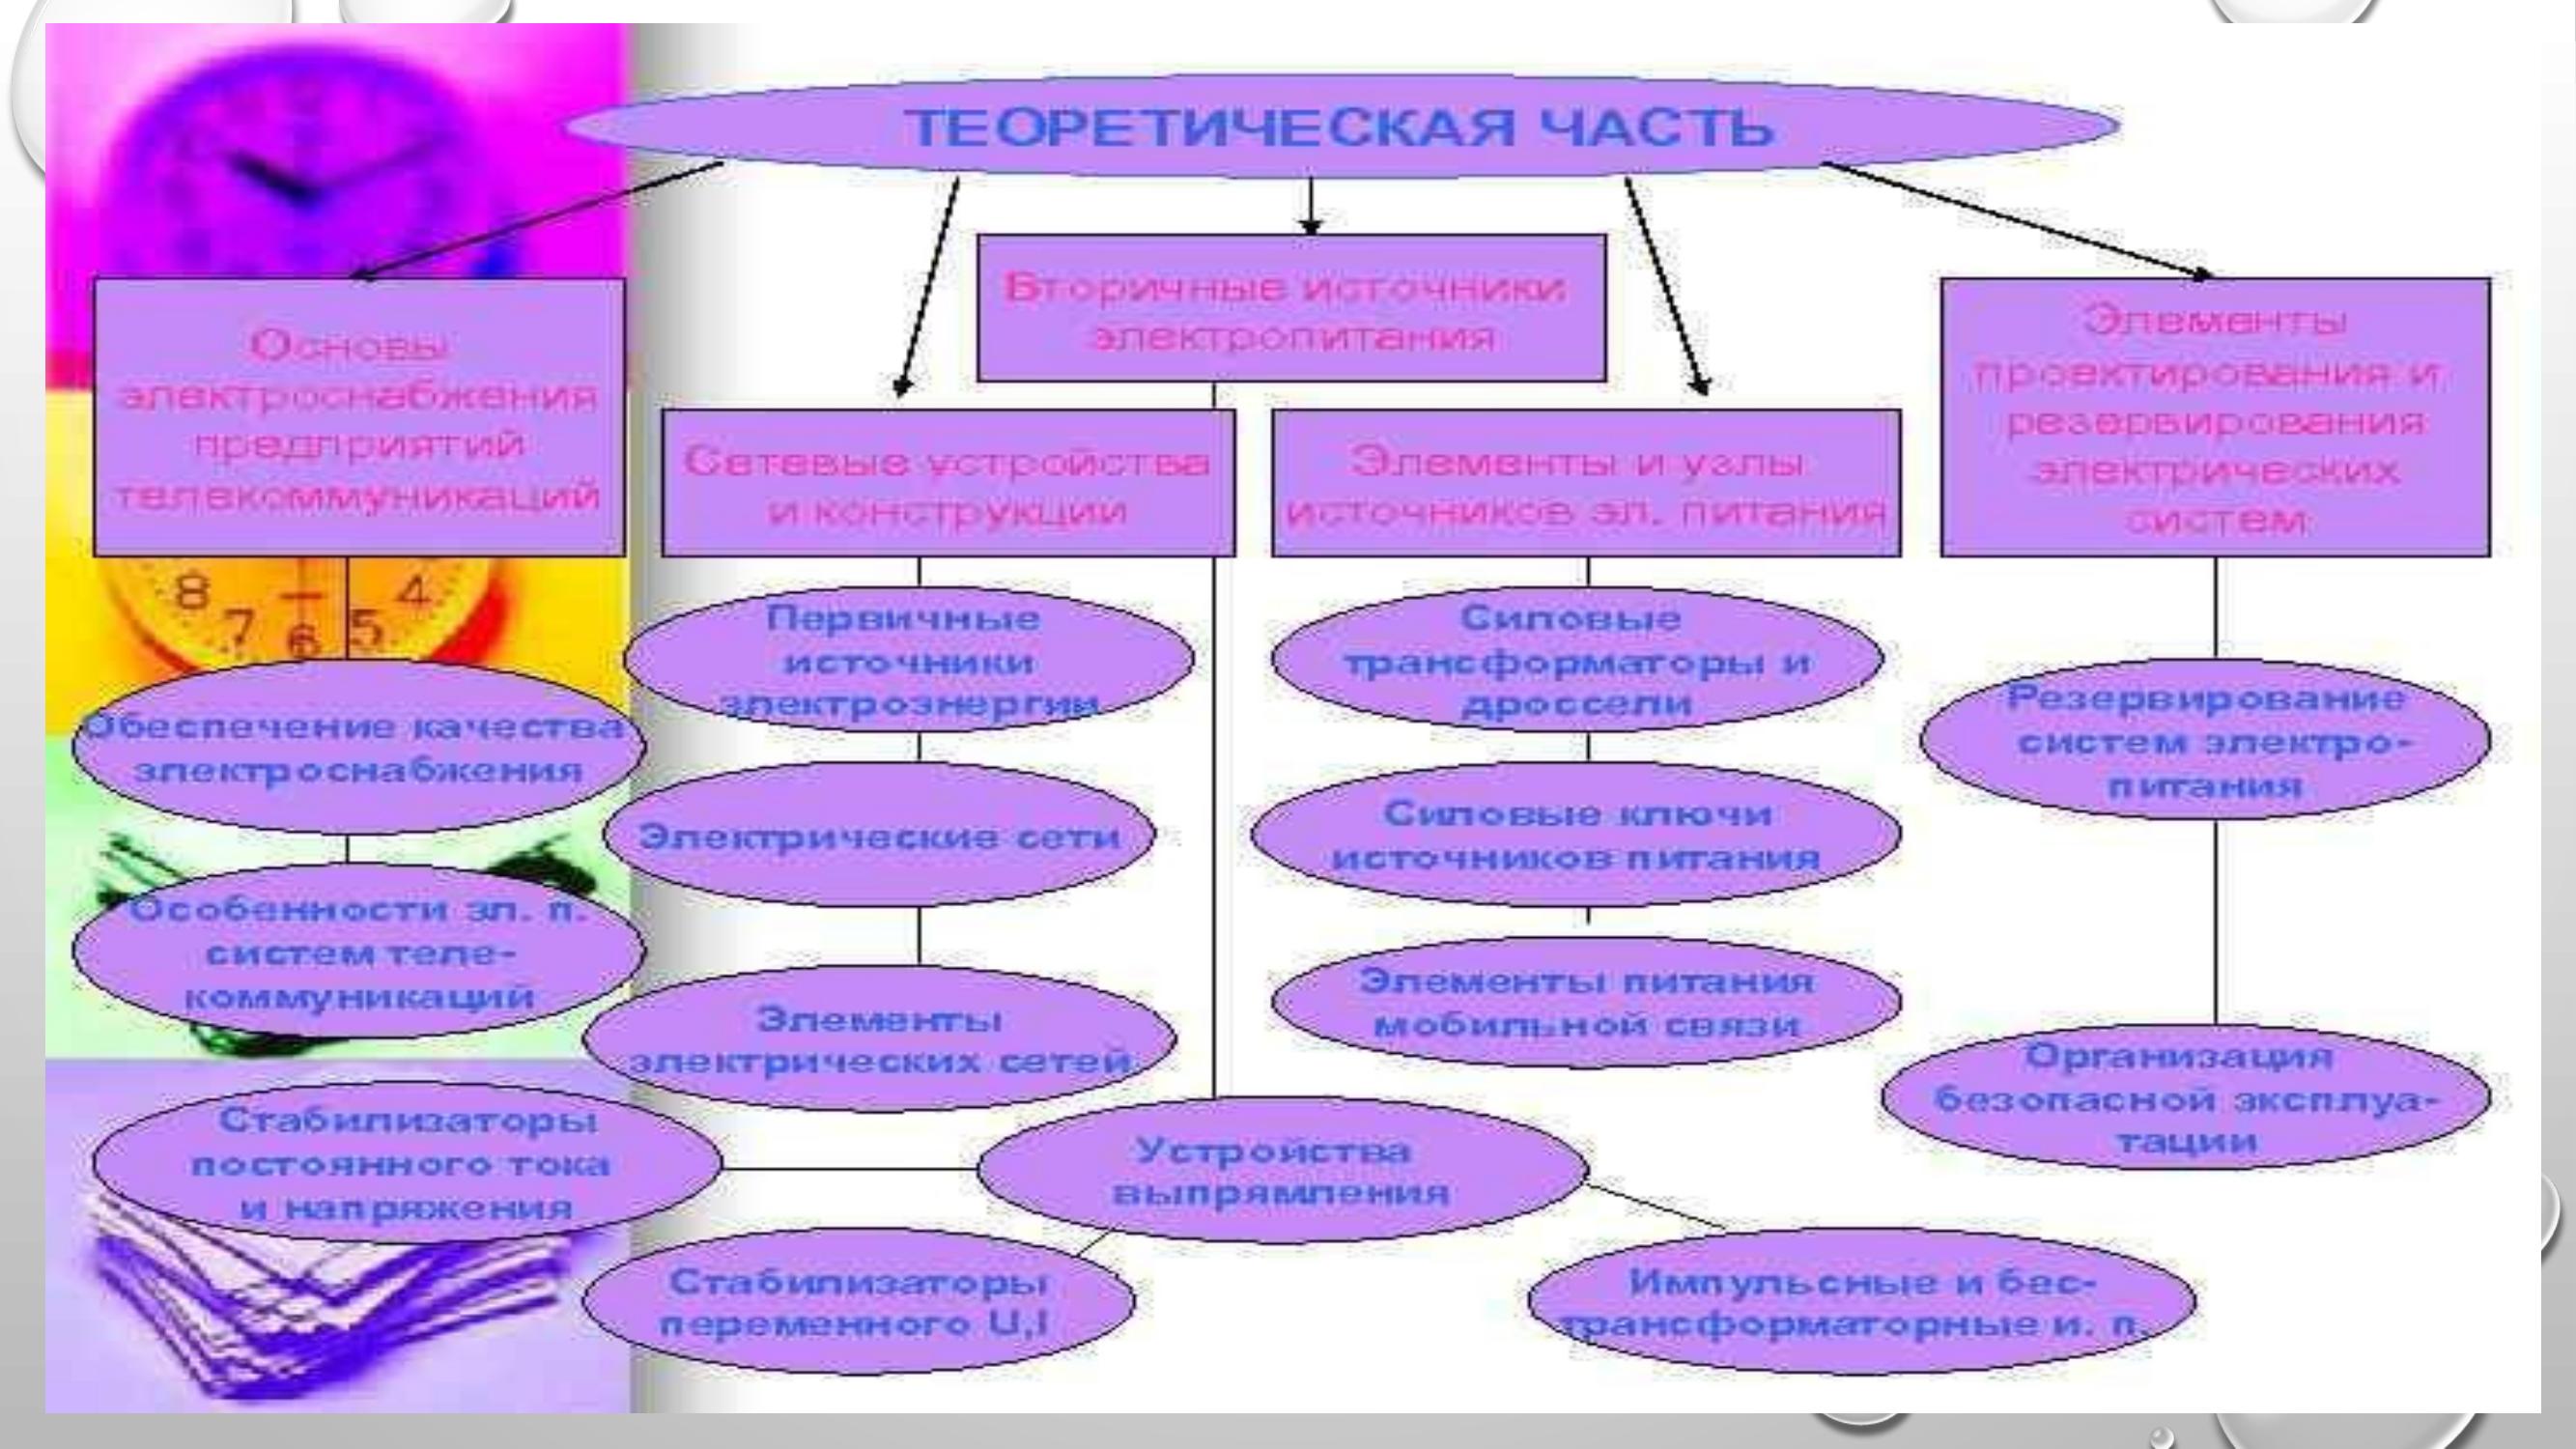 ТЕОРЕТИЧЕСКАЯ ЧАСТЬ
Вторичные источники
электропитания
Основы
электроснабжения
предприятий
телекоммуникаций
Сетевые устройства
и конструкции
Элементы и узлы
источников эл. питания
Элементы
проектирования и
резервирования
электрических
систем
8
7
6
5
4
Обеспечение качества
электроснабжения
Особенности эл. п.
систем теле-
коммуникаций
Первичные
источники
электроэнергии
Электрические сети
Элементы
электрических сетей
Силовые
трансформаторы и
дроссели
Силовые ключи
источников питания
Элементы питания
мобильной связи
Резервирование
систем электро-
питания
Организация
безопасной эксплуа-
тации
Стабилизаторы
постоянного тока
и напряжения
Устройства
выпрямления
Стабилизаторы
переменного U,I
Импульсные и бес-
трансформаторные и. п.